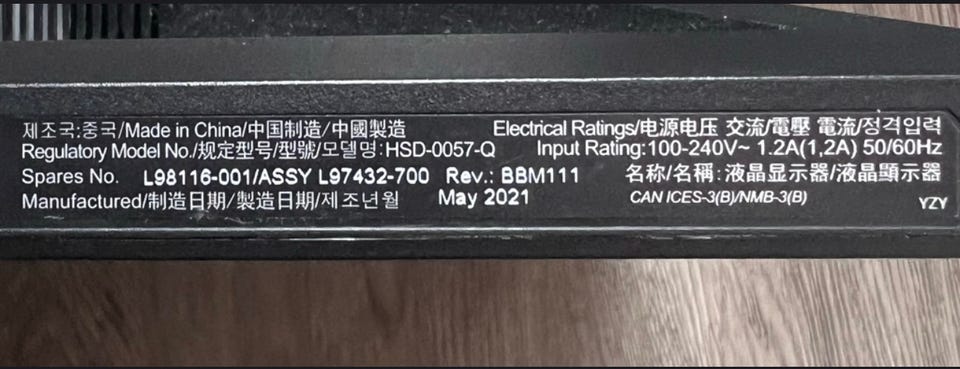 제조국:중국/Made in China/中国制造/中國製造
Regulatory Model No./规定型号/型號/모델명:HSD-0057-Q
Spares No. L98116-001/ASSY L97432-700 Rev.: BBM111
Manufactured/制造日期/製造日期/제조년월 May 2021
Electrical Ratings/电源电压 交流/電壓 電流/정격입력
Input Rating:100-240V~ 1.2A(1,2A) 50/60Hz
名称/名稱:液晶显示器/液晶顯示器
CAN ICES-3(B)/NMB-3(B)
YZY